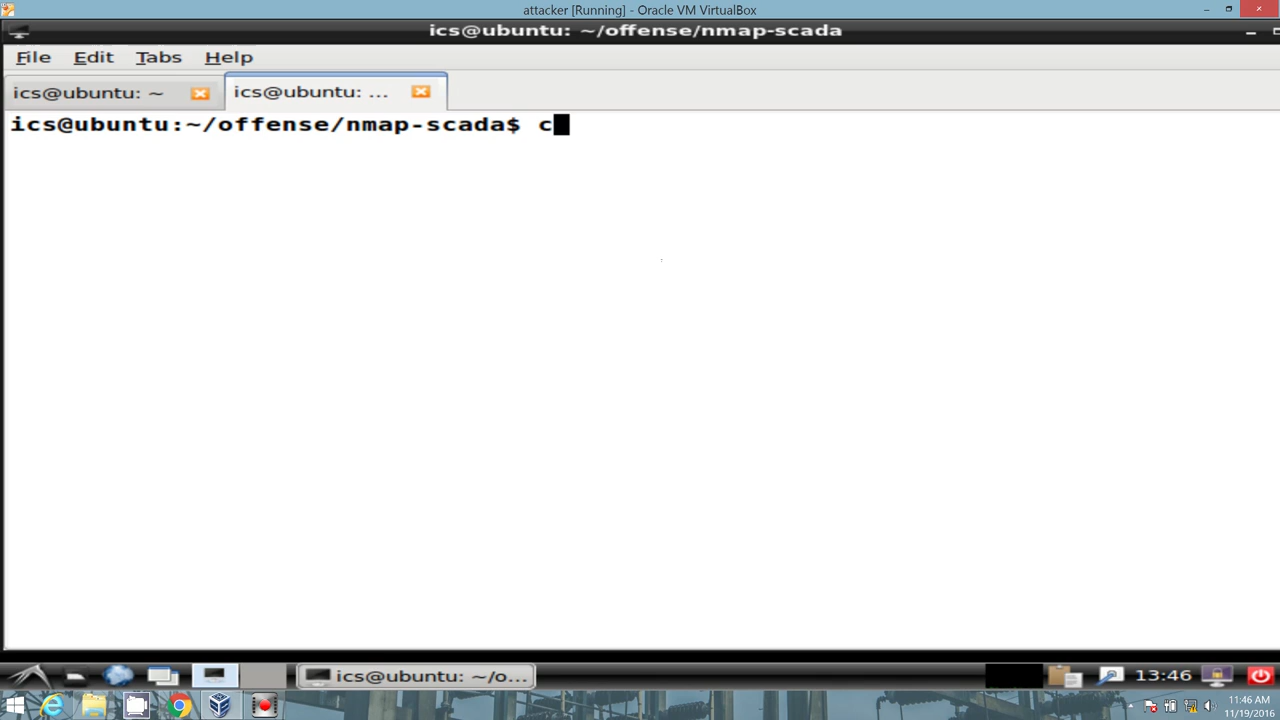 attacker [Running] - Oracle VM VirtualBox
ics@ubuntu: ~/offense/nmap-scada
File Edit Tabs Help
ics@ubuntu: ~ ics@ubuntu: ...
ics@ubuntu:~/offense/nmap-scada$ c
ics@ubuntu: ~/o... 13:46
11:46 AM
11/19/2016